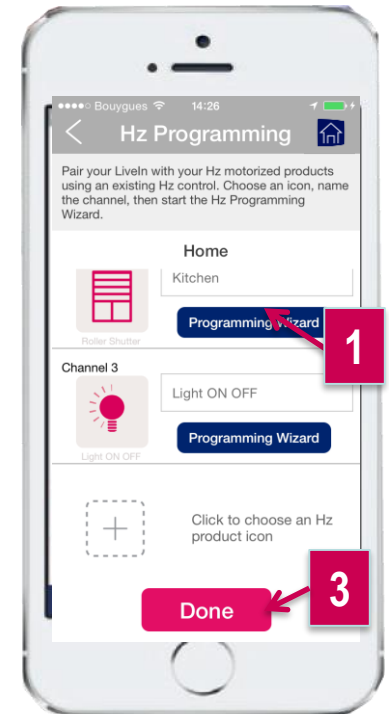 Bouygues 14:26
Hz Programming
Pair your LiveIn with your Hz motorized products
using an existing Hz control. Choose an icon, name
the channel, then start the Hz Programming
Wizard.
Home
Kitchen
Programming Wizard
Roller Shutter
1
Channel 3
Light ON OFF
Programming Wizard
Light ON OFF
Click to choose an Hz
product icon
Done
3